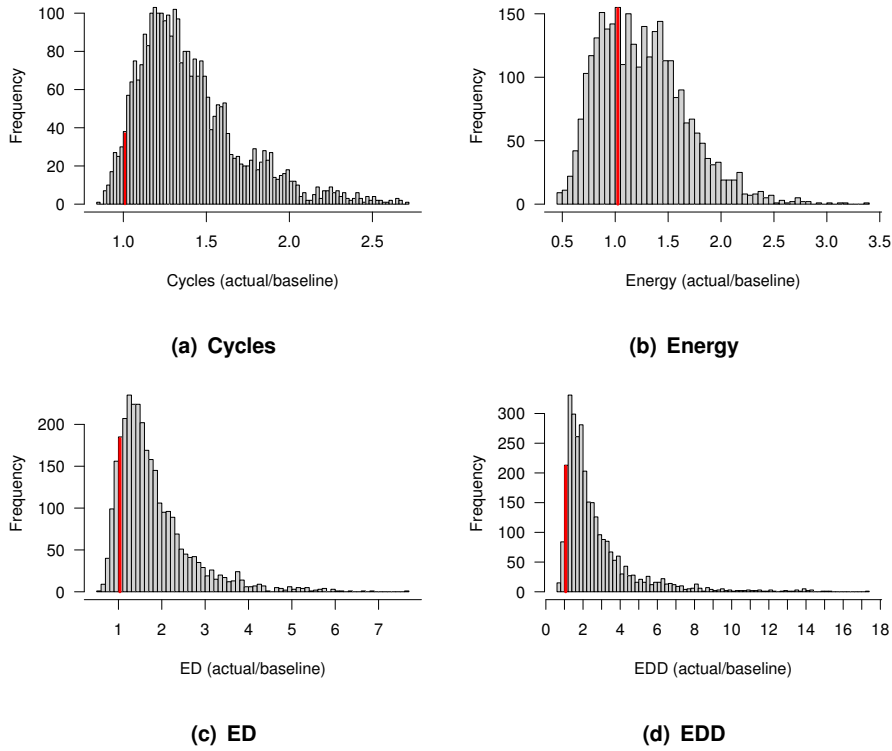 Frequency
100
80
60
40
20
0
1.0 1.5 2.0 2.5
Cycles (actual/baseline)
(a) Cycles
Frequency
150
100
50
0
0.5 1.0 1.5 2.0 2.5 3.0 3.5
Energy (actual/baseline)
(b) Energy
Frequency
200
150
100
50
0
1 2 3 4 5 6 7
ED (actual/baseline)
(c) ED
Frequency
300
250
200
150
100
50
0
0 2 4 6 8 10 12 14 16 18
EDD (actual/baseline)
(d) EDD